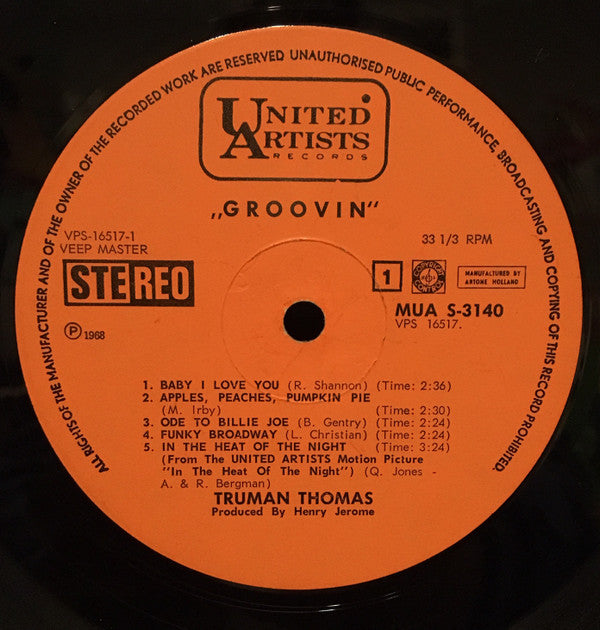 ALL RIGHTS OF THE MANUFACTURER AND OF THE OWNER OF THE RECORDED WORK ARE RESERVED UNAUTHORISED PUBLIC PERFORMANCE, BROADCASTING AND COPYING OF THIS RECORD PROHIBITED.
UNITED
ARTISTS
RECORDS
„GROOVIN"
VPS-16517-1
VEEP MASTER
33 1/3 RPM
STEREO
1
COPYRIGHT CONTROL
MANUFACTURED BY
ARTONE HOLLAND
MUA S-3140
VPS 16517.
Ⓟ 1968
1. BABY I LOVE YOU (R. Shannon) (Time: 2:36)
2. APPLES, PEACHES, PUMPKIN PIE
(M. Irby) (Time: 2:30)
3. ODE TO BILLIE JOE (B. Gentry) (Time: 2:24)
4. FUNKY BROADWAY (L. Christian) (Time: 2:24)
5. IN THE HEAT OF THE NIGHT (Time: 3:24)
(From The UNITED ARTISTS Motion Picture
"In The Heat Of The Night") (Q. Jones -
A. & R. Bergman)
TRUMAN THOMAS
Produced By Henry Jerome